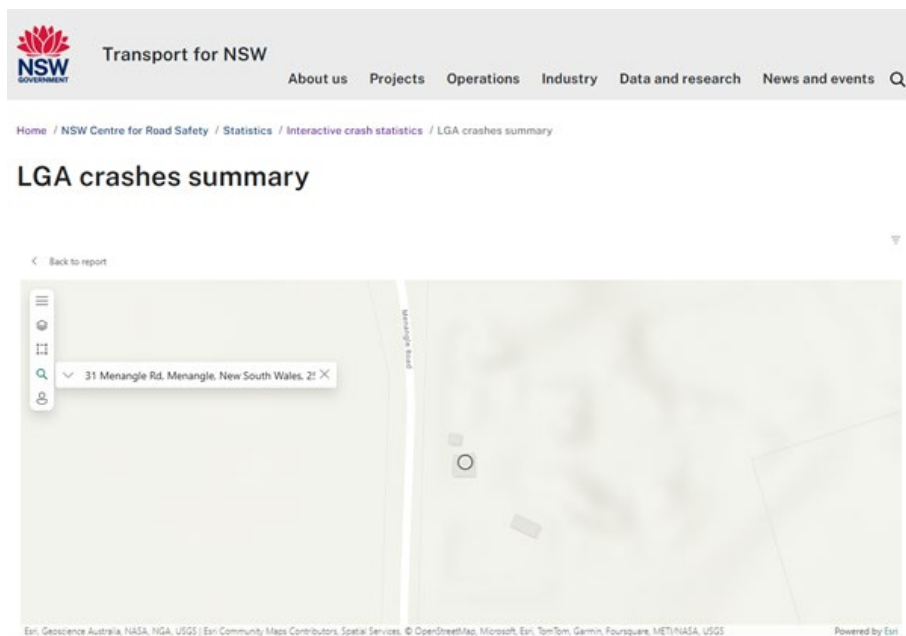 NSW
GOVERNMENT
Transport for NSW
About us Projects Operations Industry Data and research News and events
Home / NSW Centre for Road Safety / Statistics / Interactive crash statistics / LGA crashes summary
LGA crashes summary
Back to report
Menangle Road
31 Menangle Rd, Menangle, New South Wales, 2
Esri, Geoscience Australia, NASA, NGA, USGS | Esri Community Maps Contributors, Spatial Services, © OpenStreetMap, Microsoft, Esri, TomTom, Garmin, Foursquare, METI/NASA, USGS Powered by Esri